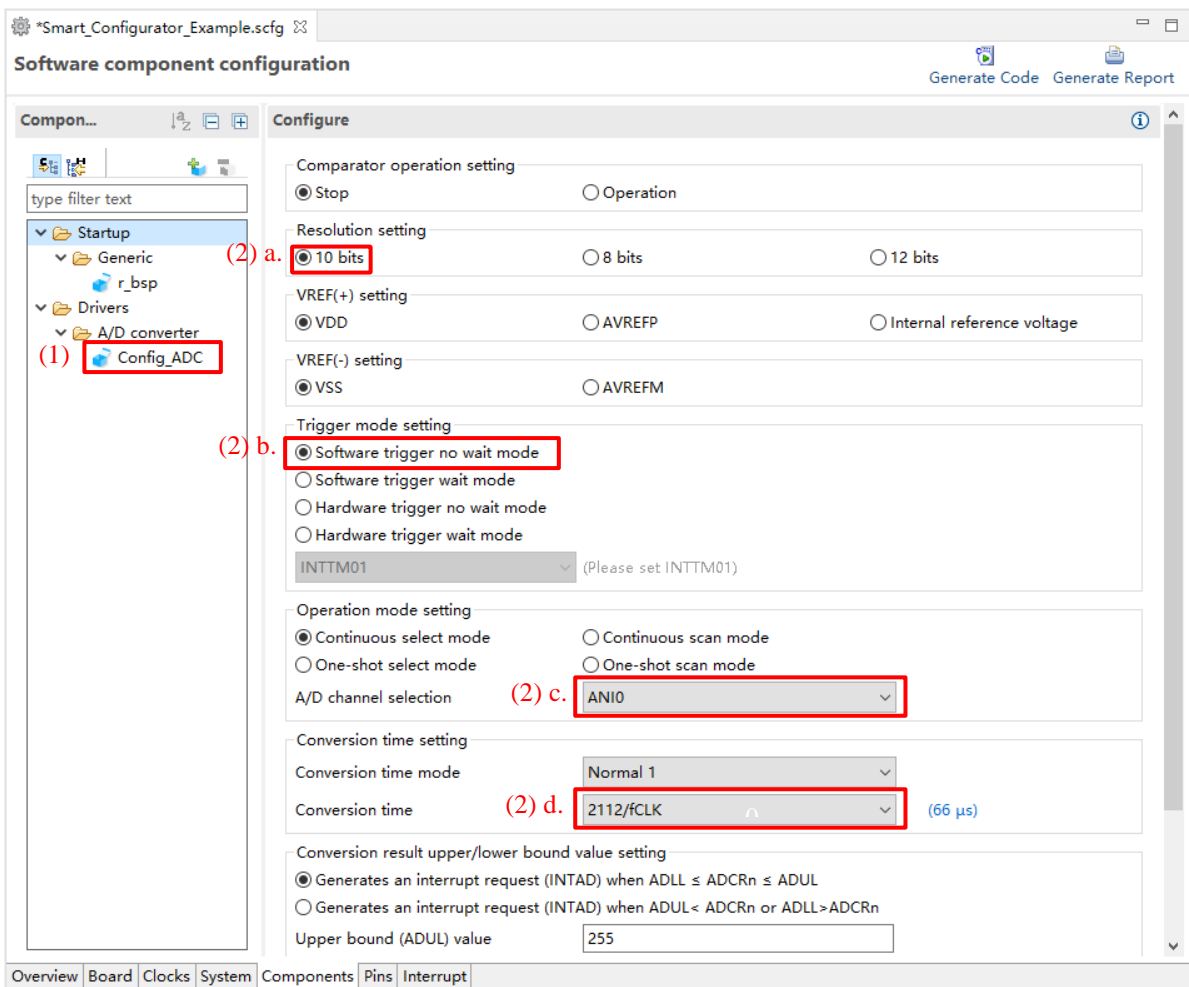 *Smart_Configurator_Example.scfg
Software component configuration
Generate Code Generate Report
Compon...
Configure
type filter text
Startup
Generic
r_bsp
Drivers
A/D converter
(1) Config_ADC
Comparator operation setting
Stop Operation
Resolution setting
(2) a. 10 bits 8 bits 12 bits
VREF(+) setting
VDD AVREFP Internal reference voltage
VREF(-) setting
VSS AVREFM
Trigger mode setting
(2) b. Software trigger no wait mode
Software trigger wait mode
Hardware trigger no wait mode
Hardware trigger wait mode
INTTM01 (Please set INTTM01)
Operation mode setting
Continuous select mode Continuous scan mode
One-shot select mode One-shot scan mode
A/D channel selection (2) c. ANI0
Conversion time setting
Conversion time mode Normal 1
Conversion time (2) d. 2112/fCLK (66 μs)
Conversion result upper/lower bound value setting
Generates an interrupt request (INTAD) when ADLL ≤ ADCRn ≤ ADUL
Generates an interrupt request (INTAD) when ADUL< ADCRn or ADLL>ADCRn
Upper bound (ADUL) value 255
Overview Board Clocks System Components Pins Interrupt